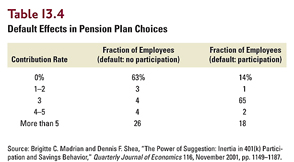 Table I3.4
Default Effects in Pension Plan Choices
Contribution Rate Fraction of Employees (default: no participation) Fraction of Employees (default: participation)
0% 63% 14%
1–2 3 1
3 4 65
4–5 4 2
More than 5 26 18
Source: Brigitte C. Madrian and Dennis F. Shea, "The Power of Suggestion: Inertia in 401(k) Partici-
pation and Savings Behavior," Quarterly Journal of Economics 116, November 2001, pp. 1149–1187.